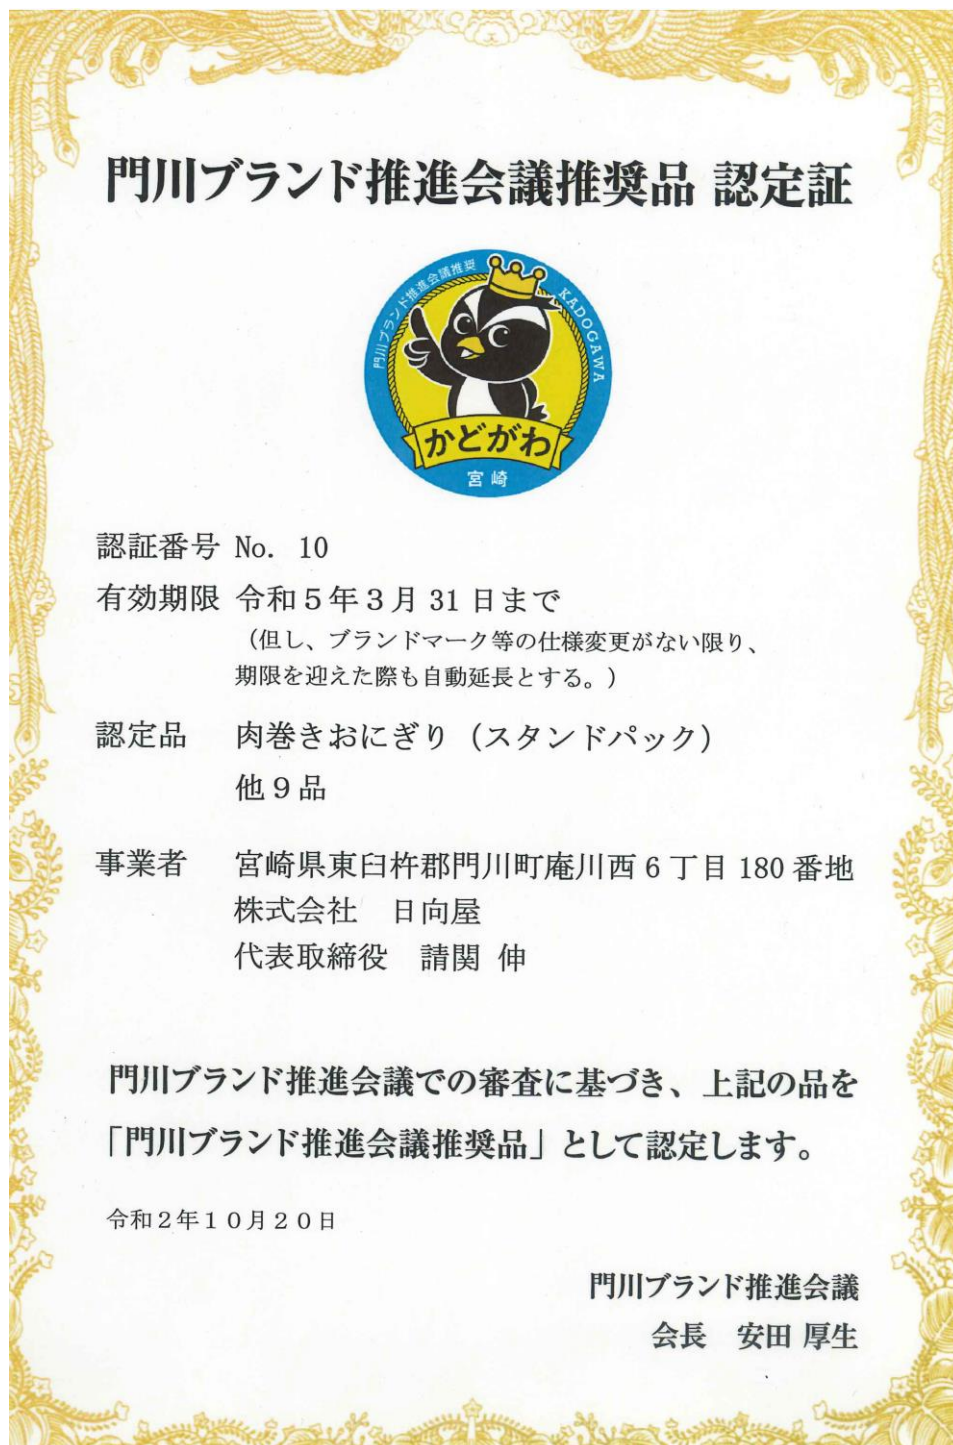 門川ブランド推進会議推奨品 認定証
門川ブランド推進会議推奨
KADOGAWA
かどがわ
宮崎
認証番号 No. 10
有効期限 令和5年3月31日まで
(但し、ブランドマーク等の仕様変更がない限り、
期限を迎えた際も自動延長とする。)
認定品 肉巻きおにぎり(スタンドパック)
他9品
事業者 宮崎県東臼杵郡門川町庵川西6丁目180番地
株式会社 日向屋
代表取締役 請関 伸
門川ブランド推進会議での審査に基づき、上記の品を
「門川ブランド推進会議推奨品」として認定します。
令和2年10月20日
門川ブランド推進会議
会長 安田 厚生